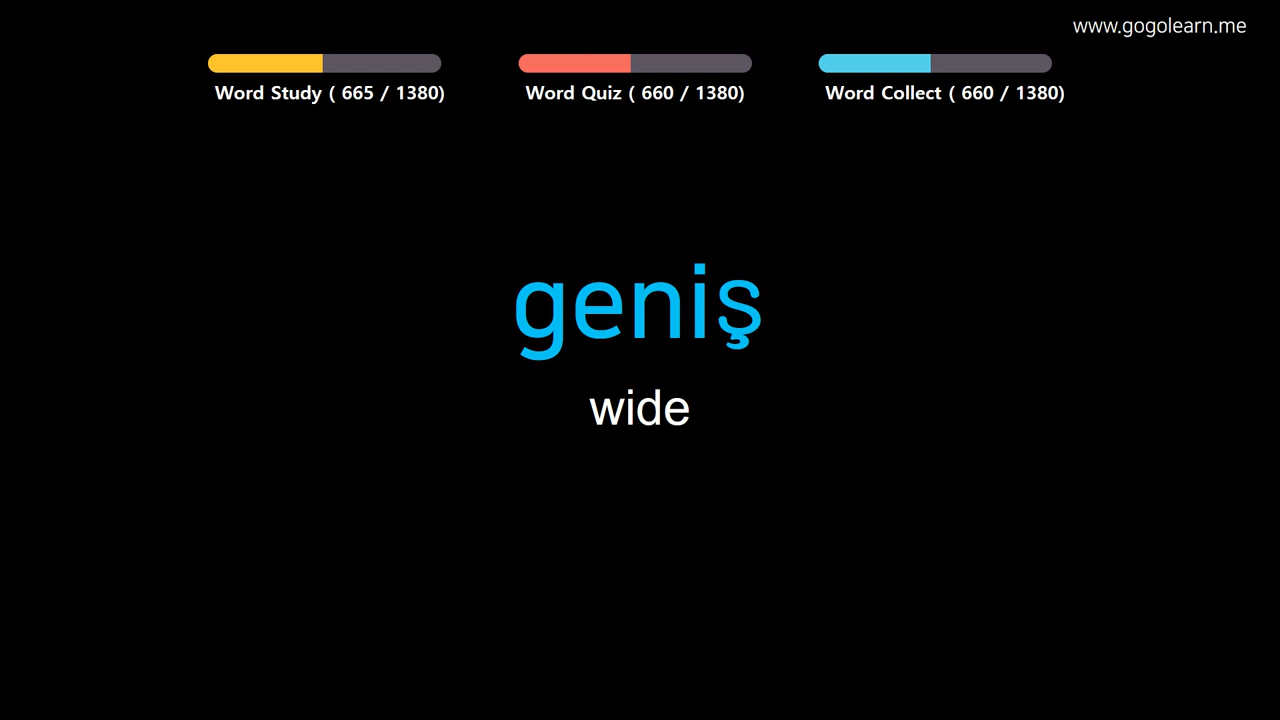 www.gogolearn.me
Word Study ( 665 / 1380)
Word Quiz ( 660 / 1380)
Word Collect ( 660 / 1380)
geniş
wide